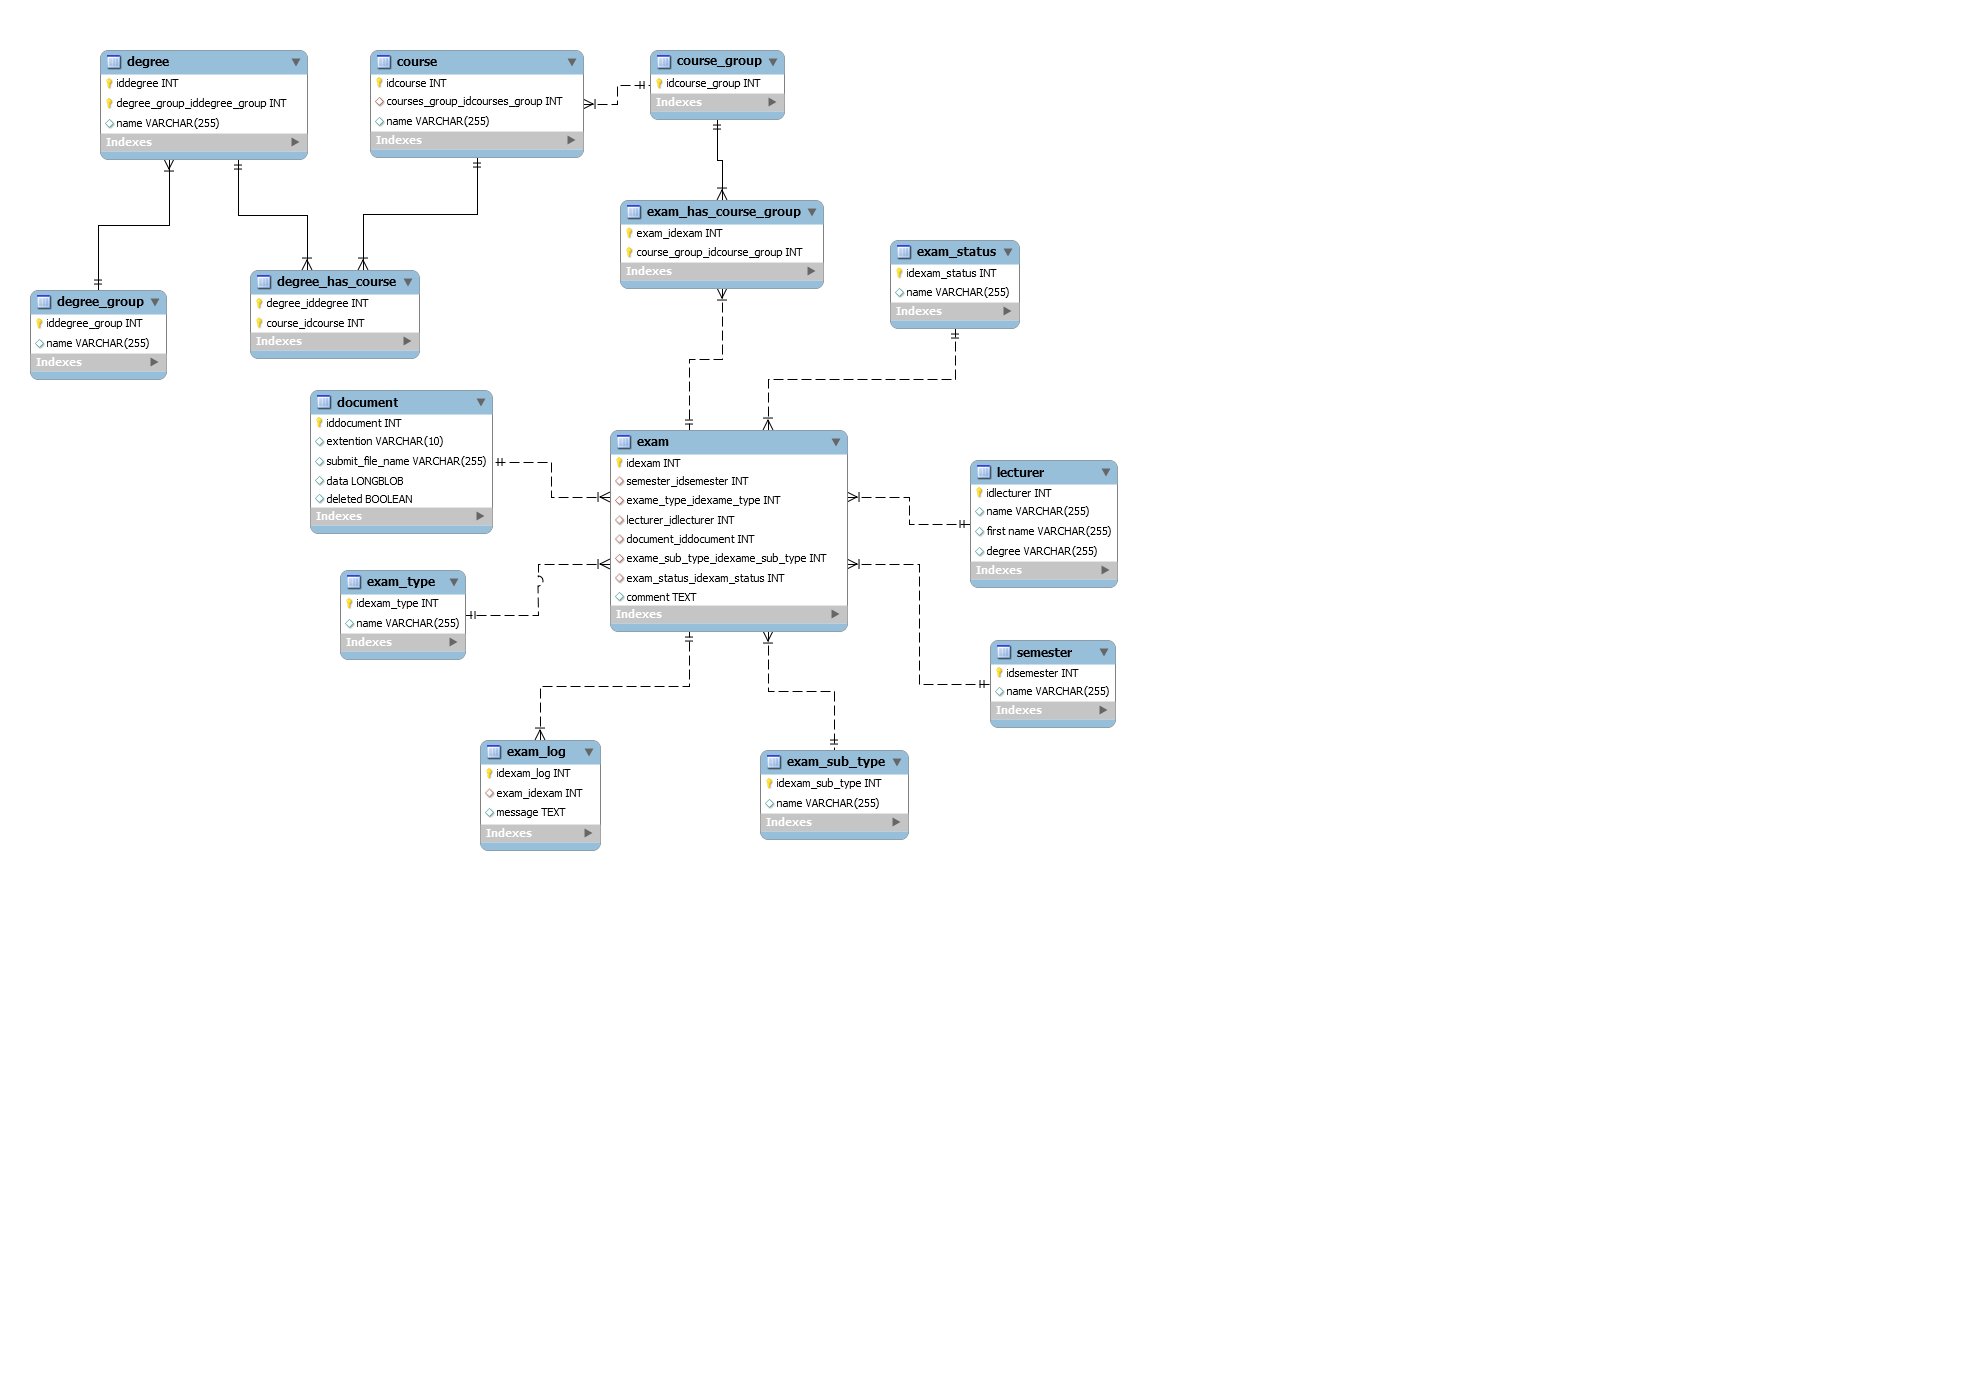 degree
iddegree INT
degree_group_iddegree_group INT
name VARCHAR(255)
Indexes
course
idcourse INT
courses_group_idcourses_group INT
name VARCHAR(255)
Indexes
course_group
idcourse_group INT
Indexes
exam_has_course_group
exam_idexam INT
course_group_idcourse_group INT
Indexes
exam_status
idexam_status INT
name VARCHAR(255)
Indexes
degree_group
iddegree_group INT
name VARCHAR(255)
Indexes
degree_has_course
degree_iddegree INT
course_idcourse INT
Indexes
document
iddocument INT
extention VARCHAR(10)
submit_file_name VARCHAR(255)
data LONGBLOB
deleted BOOLEAN
Indexes
exam
idexam INT
semester_idsemester INT
exame_type_idexame_type INT
lecturer_idlecturer INT
document_iddocument INT
exame_sub_type_idexame_sub_type INT
exam_status_idexam_status INT
comment TEXT
Indexes
lecturer
idlecturer INT
name VARCHAR(255)
first name VARCHAR(255)
degree VARCHAR(255)
Indexes
exam_type
idexam_type INT
name VARCHAR(255)
Indexes
semester
idsemester INT
name VARCHAR(255)
Indexes
exam_log
idexam_log INT
exam_idexam INT
message TEXT
Indexes
exam_sub_type
idexam_sub_type INT
name VARCHAR(255)
Indexes